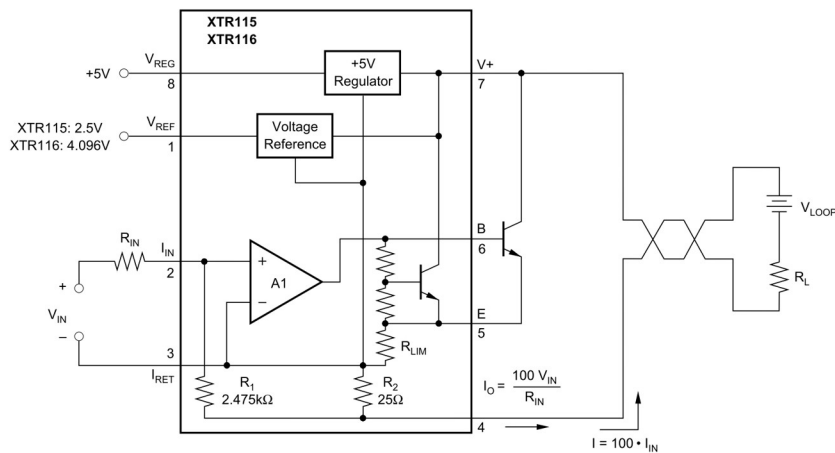 XTR115
XTR116
+5V
V_REG
8
+5V
Regulator
V+
7
XTR115: 2.5V
XTR116: 4.096V
V_REF
1
Voltage
Reference
R_IN
I_IN
2
+
A1
−
B
6
+
V_IN
−
E
5
R_LIM
3
I_RET
R_1
2.475kΩ
R_2
25Ω
I_O = 100 V_IN / R_IN
4
I = 100 • I_IN
V_LOOP
R_L